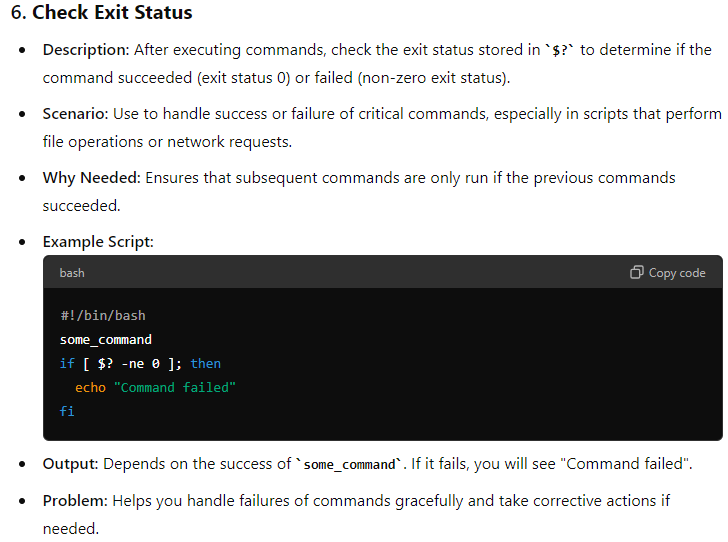 6. Check Exit Status
• Description: After executing commands, check the exit status stored in `$?` to determine if the
command succeeded (exit status 0) or failed (non-zero exit status).
• Scenario: Use to handle success or failure of critical commands, especially in scripts that perform
file operations or network requests.
• Why Needed: Ensures that subsequent commands are only run if the previous commands
succeeded.
• Example Script:
bash Copy code
#!/bin/bash
some_command
if [ $? -ne 0 ]; then
  echo "Command failed"
fi
• Output: Depends on the success of `some_command`. If it fails, you will see "Command failed".
• Problem: Helps you handle failures of commands gracefully and take corrective actions if
needed.